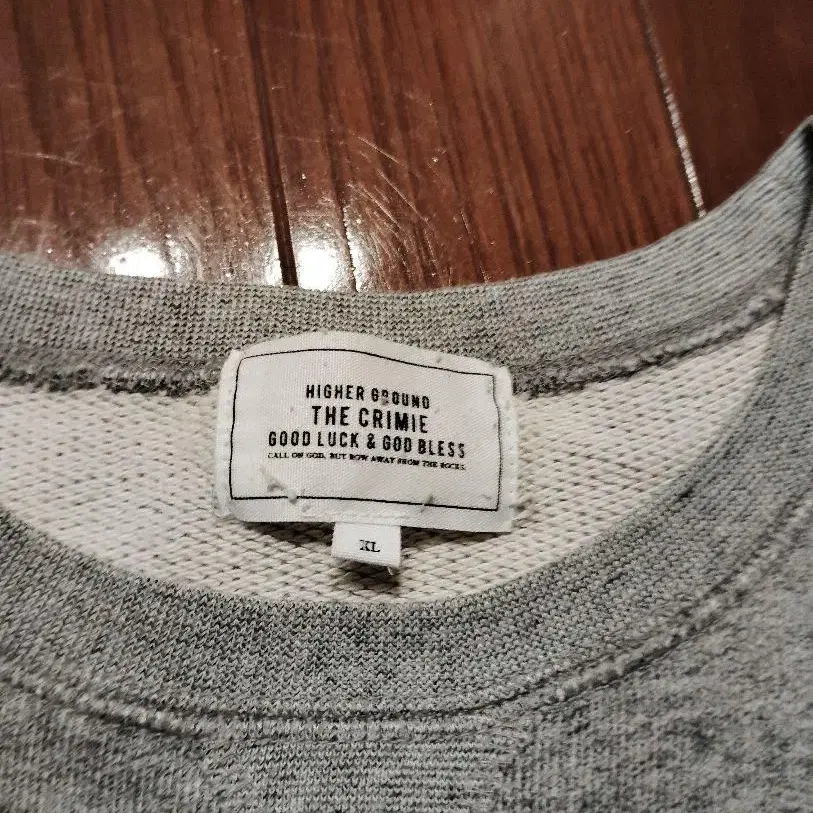 HIGHER GROUND
THE CRIMIE
GOOD LUCK & GOD BLESS
CALL ON GOD, BUT ROW AWAY FROM THE ROCKS.
XL